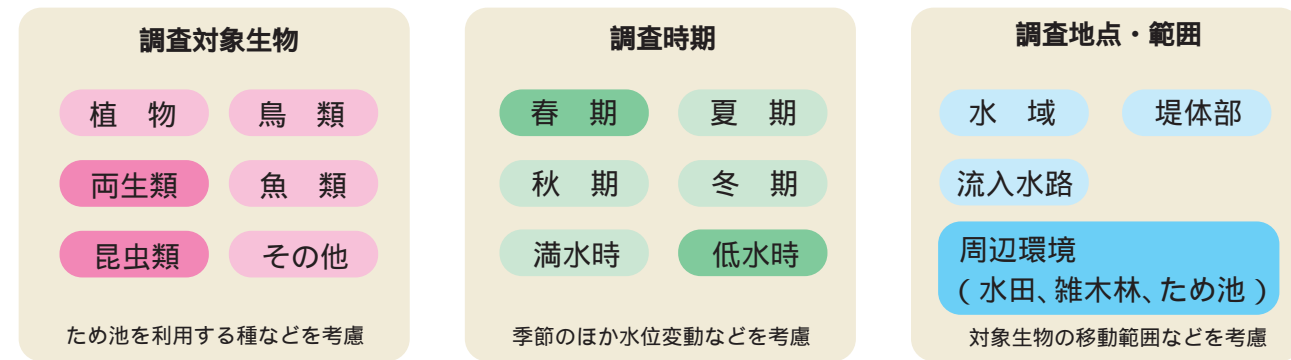 調査対象生物
植　物
鳥　類
両生類
魚　類
昆虫類
その他
ため池を利用する種などを考慮
調査時期
春　期
夏　期
秋　期
冬　期
満水時
低水時
季節のほか水位変動などを考慮
調査地点・範囲
水　域
堤体部
流入水路
周辺環境
(水田、雑木林、ため池)
対象生物の移動範囲などを考慮